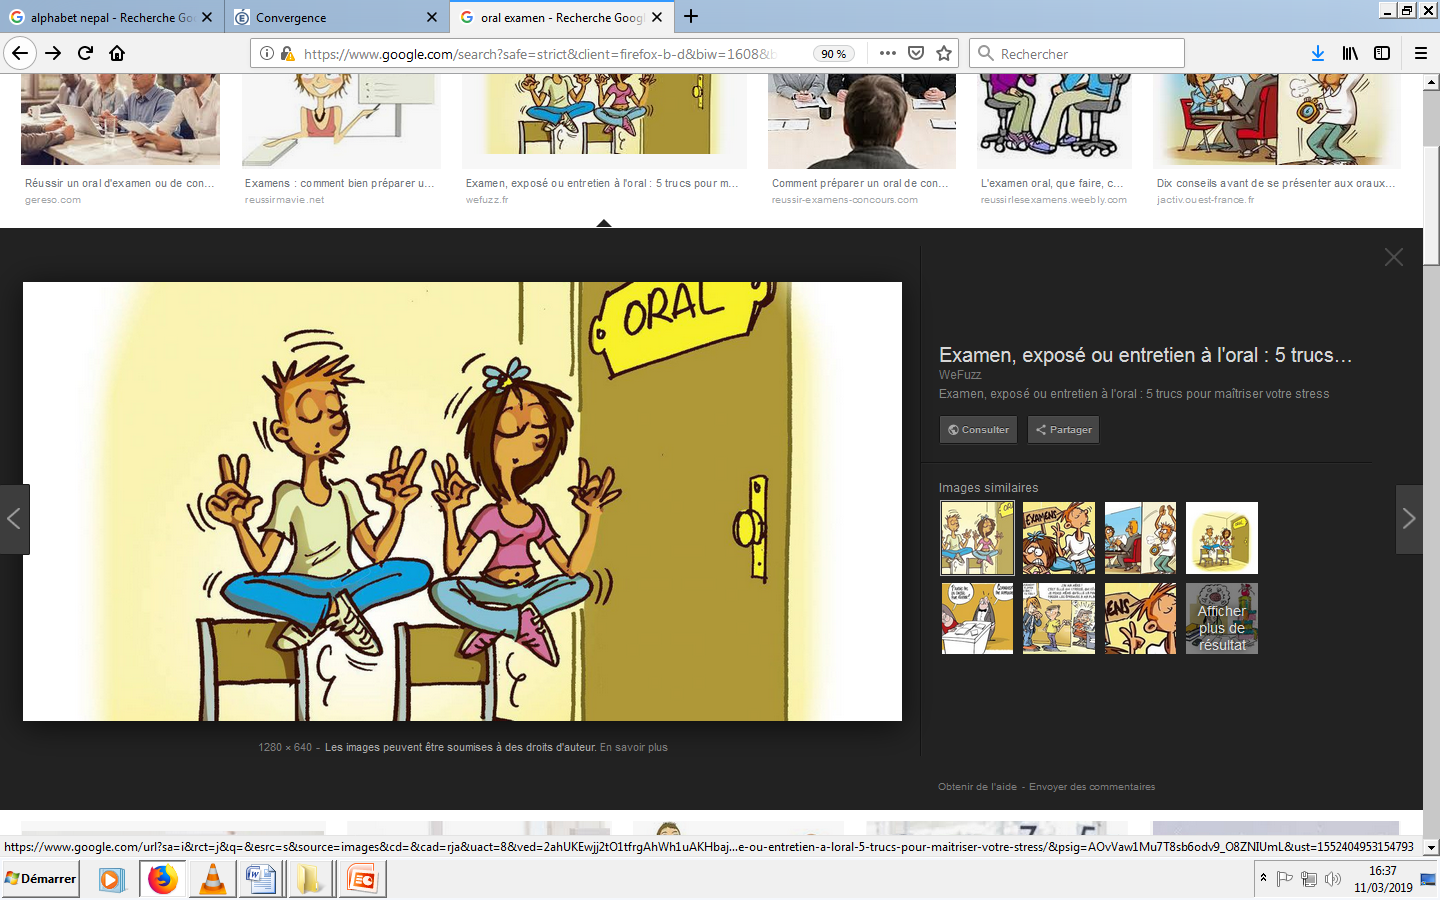 alphabet nepal - Recherche Go
Convergence
oral examen - Recherche Goog
https://www.google.com/search?safe=strict&client=firefox-b-d&biw=1608&b
90 %
Rechercher
Réussir un oral d'examen ou de con...
gereso.com
Examens : comment bien préparer u...
reussirmavie.net
Examen, exposé ou entretien à l'oral : 5 trucs pour m...
wefuzz.fr
Comment préparer un oral de con...
reussir-examens-concours.com
L'examen oral, que faire, c...
reussirlesexamens.weebly.com
Dix conseils avant de se présenter aux oraux...
jactiv.ouest-france.fr
ORAL
Examen, exposé ou entretien à l'oral : 5 trucs...
WeFuzz
Examen, exposé ou entretien à l'oral : 5 trucs pour maîtriser votre stress
Consulter
Partager
Images similaires
EXAMENS
Afficher
plus de
résultat
1280 × 640 - Les images peuvent être soumises à des droits d'auteur. En savoir plus
Obtenir de l'aide - Envoyer des commentaires
https://www.google.com/url?sa=i&rct=j&q=&esrc=s&source=images&cd=&cad=rja&uact=8&ved=2ahUKEwjj2tO1tfrgAhWh1uAKHbaj...e-ou-entretien-a-loral-5-trucs-pour-maitriser-votre-stress/&psig=AOvVaw1Mu7T8sb6odv9_O8ZNIUmL&ust=1552404953154793
Démarrer
16:37
11/03/2019